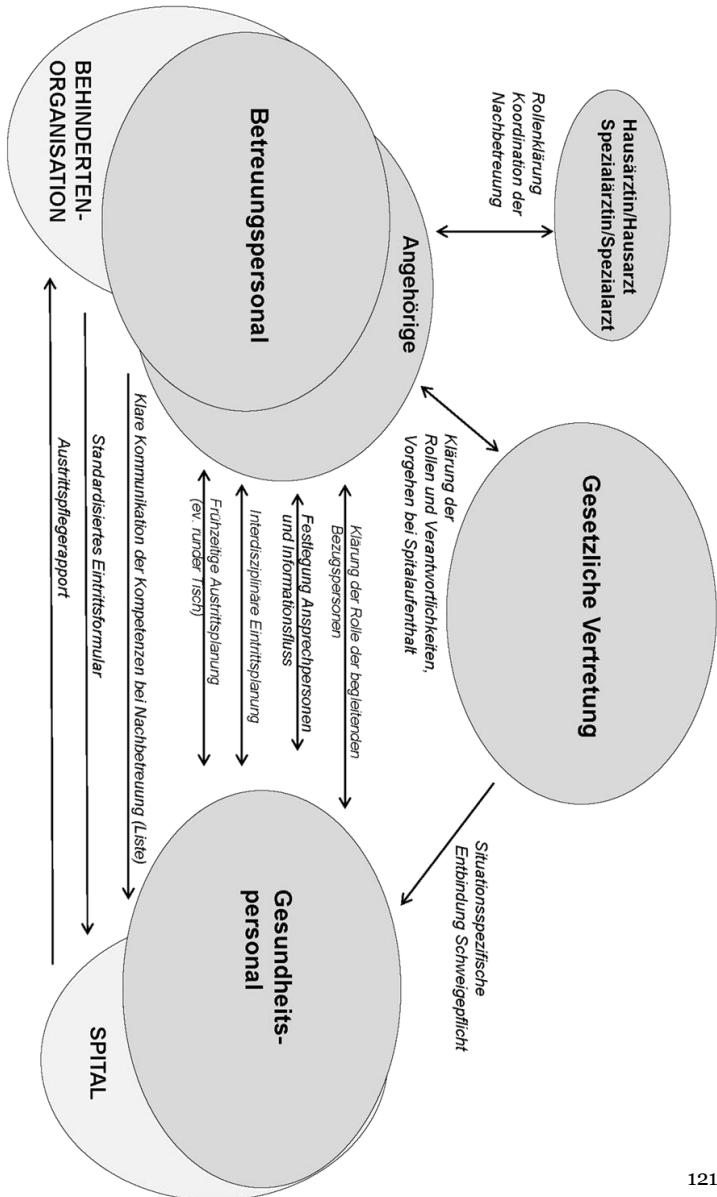 Hausärztin/Hausarzt
Spezialärztin/Spezialarzt
Rollenklärung
Koordination der
Nachbetreuung
Gesetzliche Vertretung
Klärung der
Rollen und Verantwortlichkeiten,
Vorgehen bei Spitalaufenthalt
Situationsspezifische
Entbindung Schweigepflicht
Angehörige
Betreuungspersonal
BEHINDERTEN-
ORGANISATION
Klärung der Rolle der begleitenden
Bezugspersonen
Festlegung Ansprechpersonen
und Informationsfluss
Interdisziplinäre Eintrittsplanung
Frühzeitige Austrittsplanung
(ev. runder Tisch)
Klare Kommunikation der Kompetenzen bei Nachbetreuung (Liste)
Standardisiertes Eintrittsformular
Austrittspflegerapport
Gesundheits-
personal
SPITAL
121